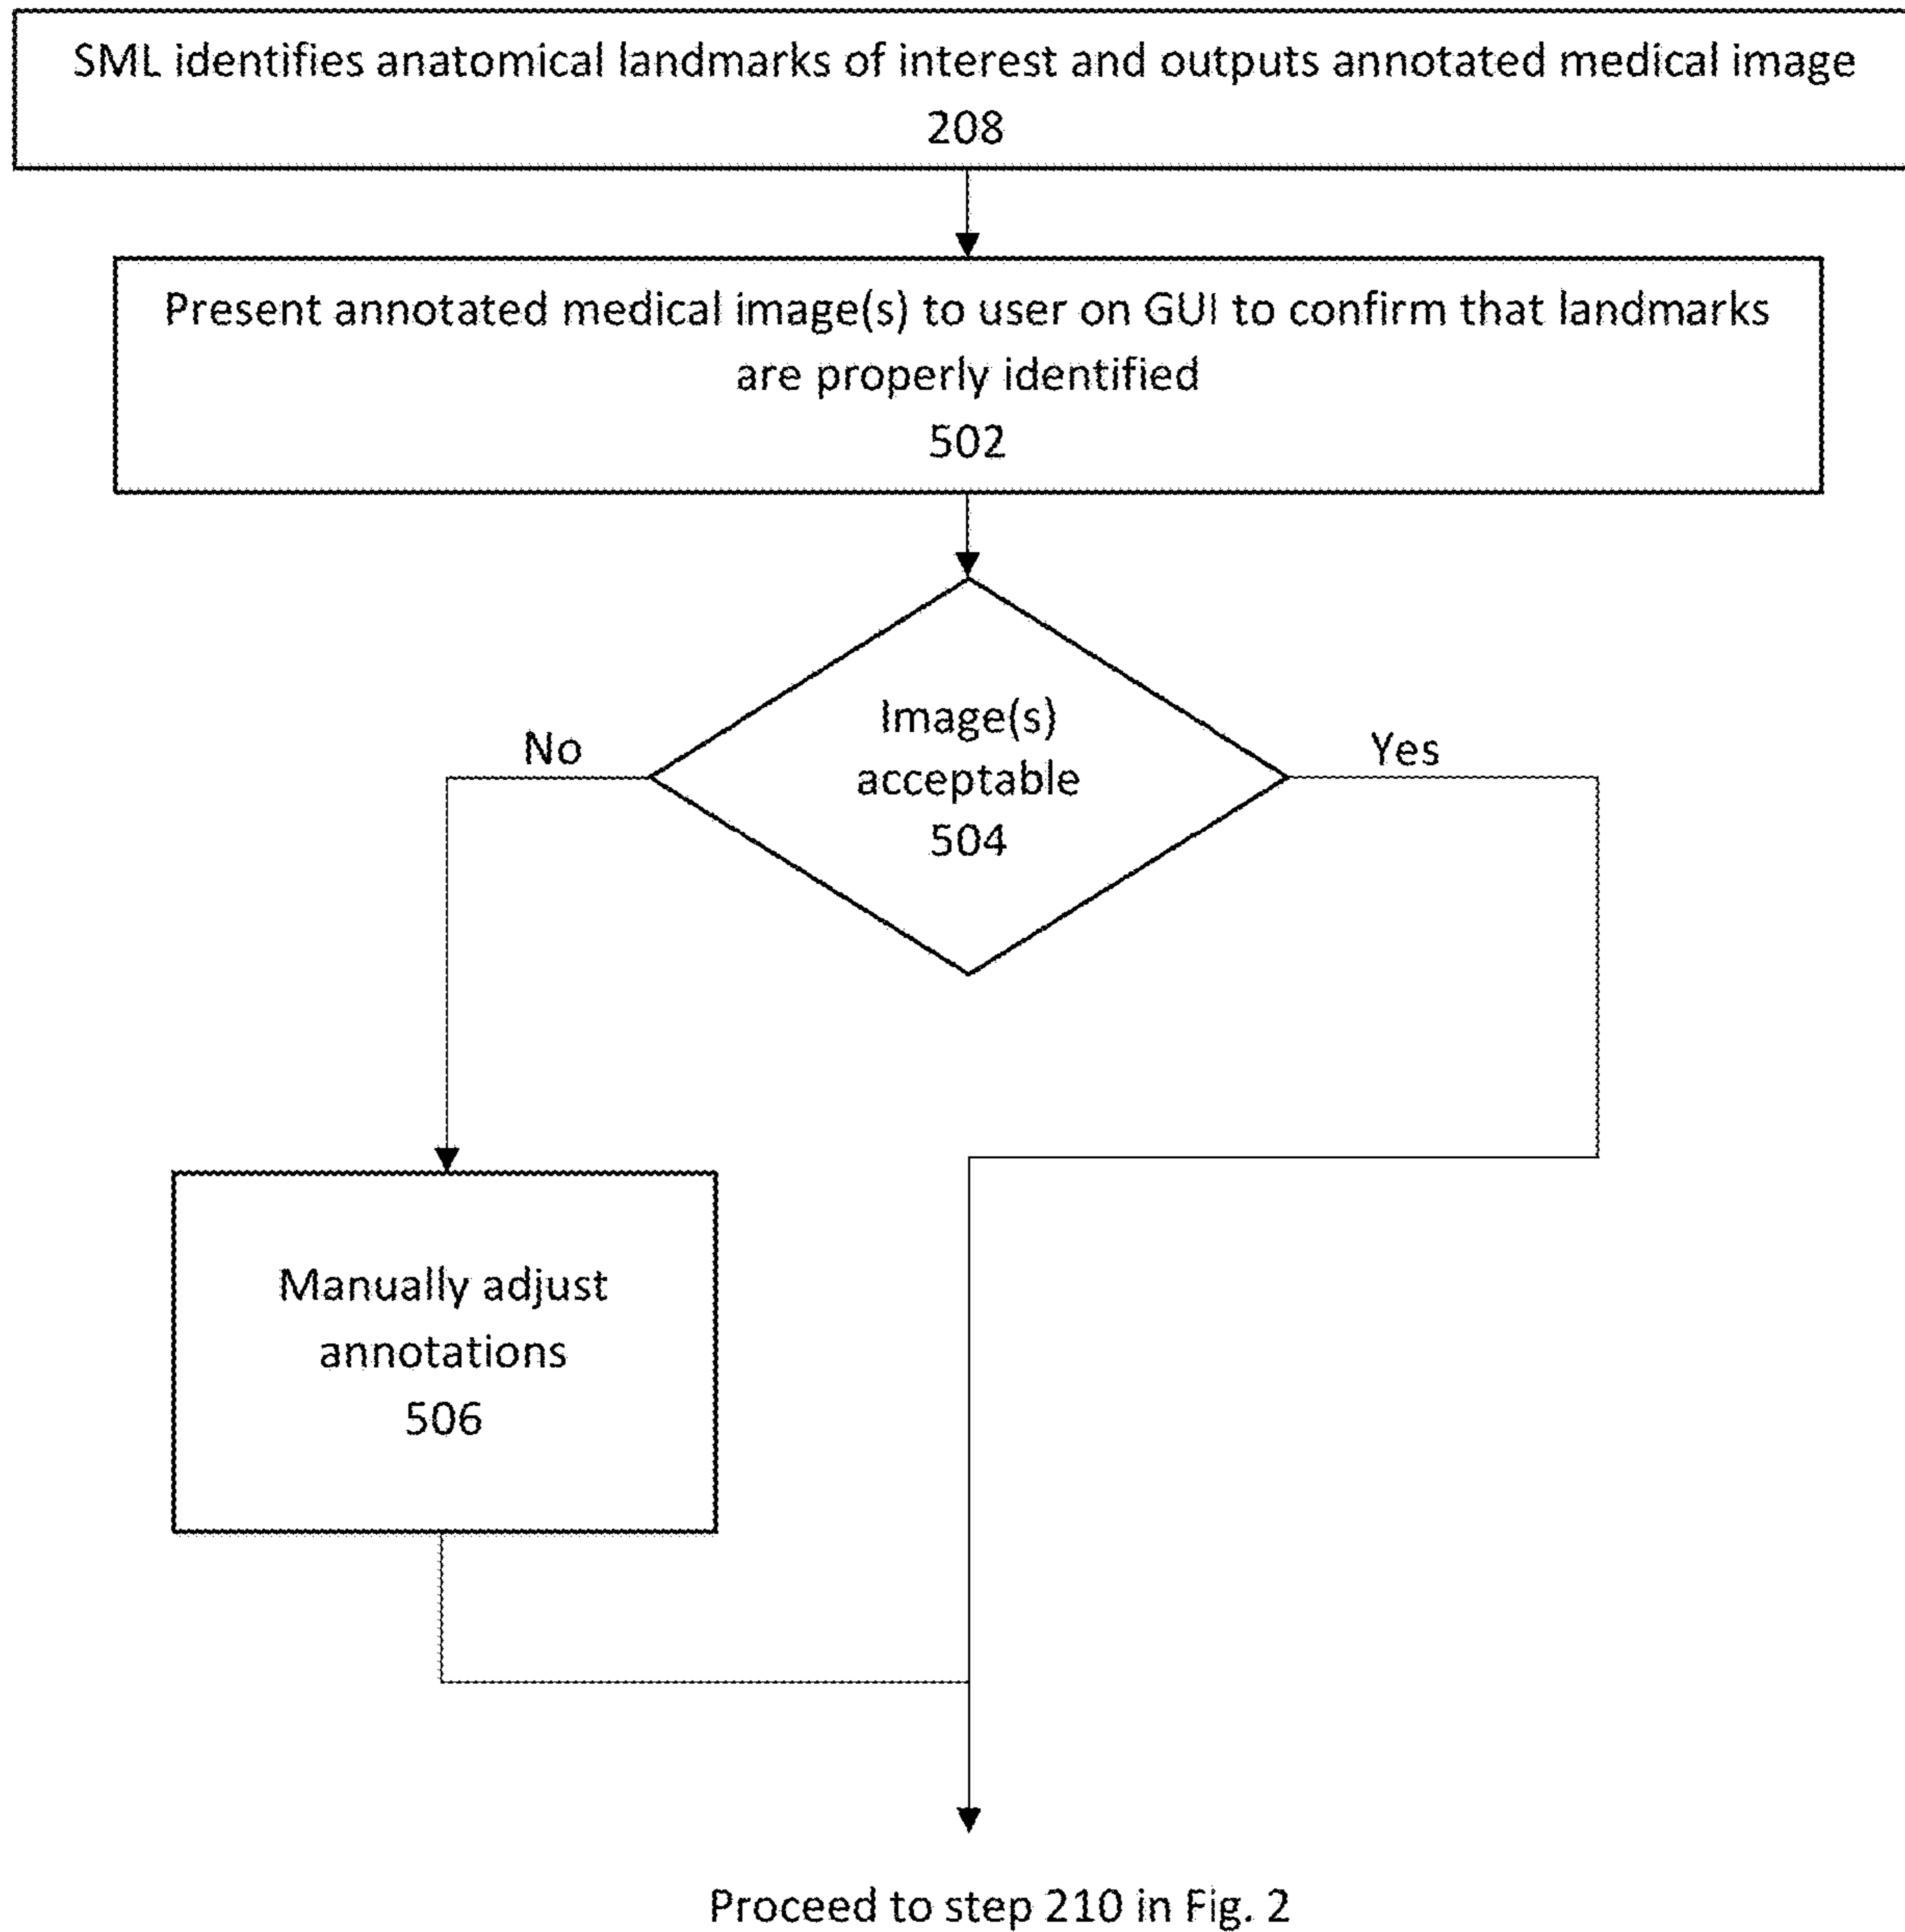 SML identifies anatomical landmarks of interest and outputs annotated medical image
208
Present annotated medical image(s) to user on GUI to confirm that landmarks
are properly identified
502
Image(s)
acceptable
504
No
Yes
Manually adjust
annotations
506
Proceed to step 210 in Fig. 2